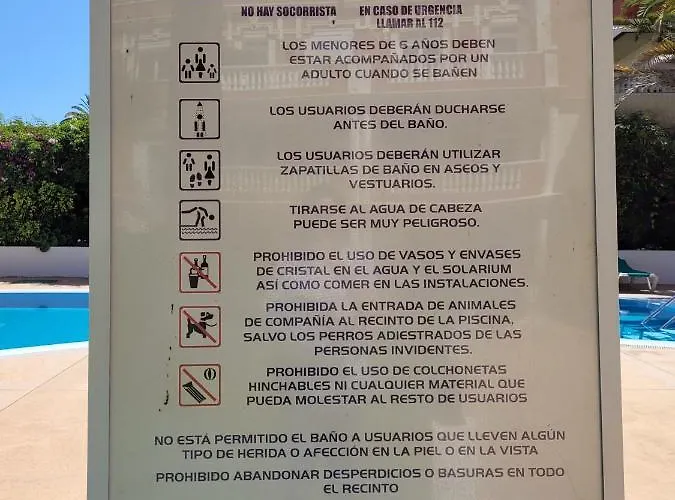 NO HAY SOCORRISTA EN CASO DE URGENCIA
LLAMAR AL 112
LOS MENORES DE 6 AÑOS DEBEN
ESTAR ACOMPAÑADOS POR UN
ADULTO CUANDO SE BAÑEN
LOS USUARIOS DEBERÁN DUCHARSE
ANTES DEL BAÑO.
LOS USUARIOS DEBERÁN UTILIZAR
ZAPATILLAS DE BAÑO EN ASEOS Y
VESTUARIOS.
TIRARSE AL AGUA DE CABEZA
PUEDE SER MUY PELIGROSO.
PROHIBIDO EL USO DE VASOS Y ENVASES
DE CRISTAL EN EL AGUA Y EL SOLARIUM
ASÍ COMO COMER EN LAS INSTALACIONES.
PROHIBIDA LA ENTRADA DE ANIMALES
DE COMPAÑÍA AL RECINTO DE LA PISCINA,
SALVO LOS PERROS ADIESTRADOS DE LAS
PERSONAS INVIDENTES.
PROHIBIDO EL USO DE COLCHONETAS
HINCHABLES NI CUALQUIER MATERIAL QUE
PUEDA MOLESTAR AL RESTO DE USUARIOS
NO ESTÁ PERMITIDO EL BAÑO A USUARIOS QUE LLEVEN ALGÚN
TIPO DE HERIDA O AFECCIÓN EN LA PIEL O EN LA VISTA
PROHIBIDO ABANDONAR DESPERDICIOS O BASURAS EN TODO
EL RECINTO